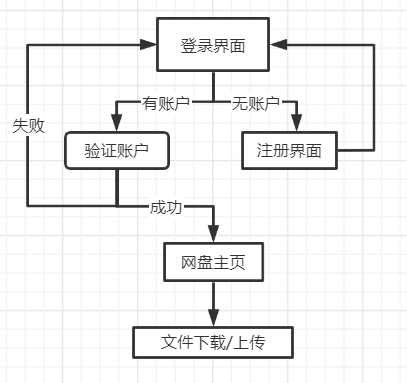 登录界面
有账户
无账户
失败
验证账户
注册界面
成功
网盘主页
文件下载/上传